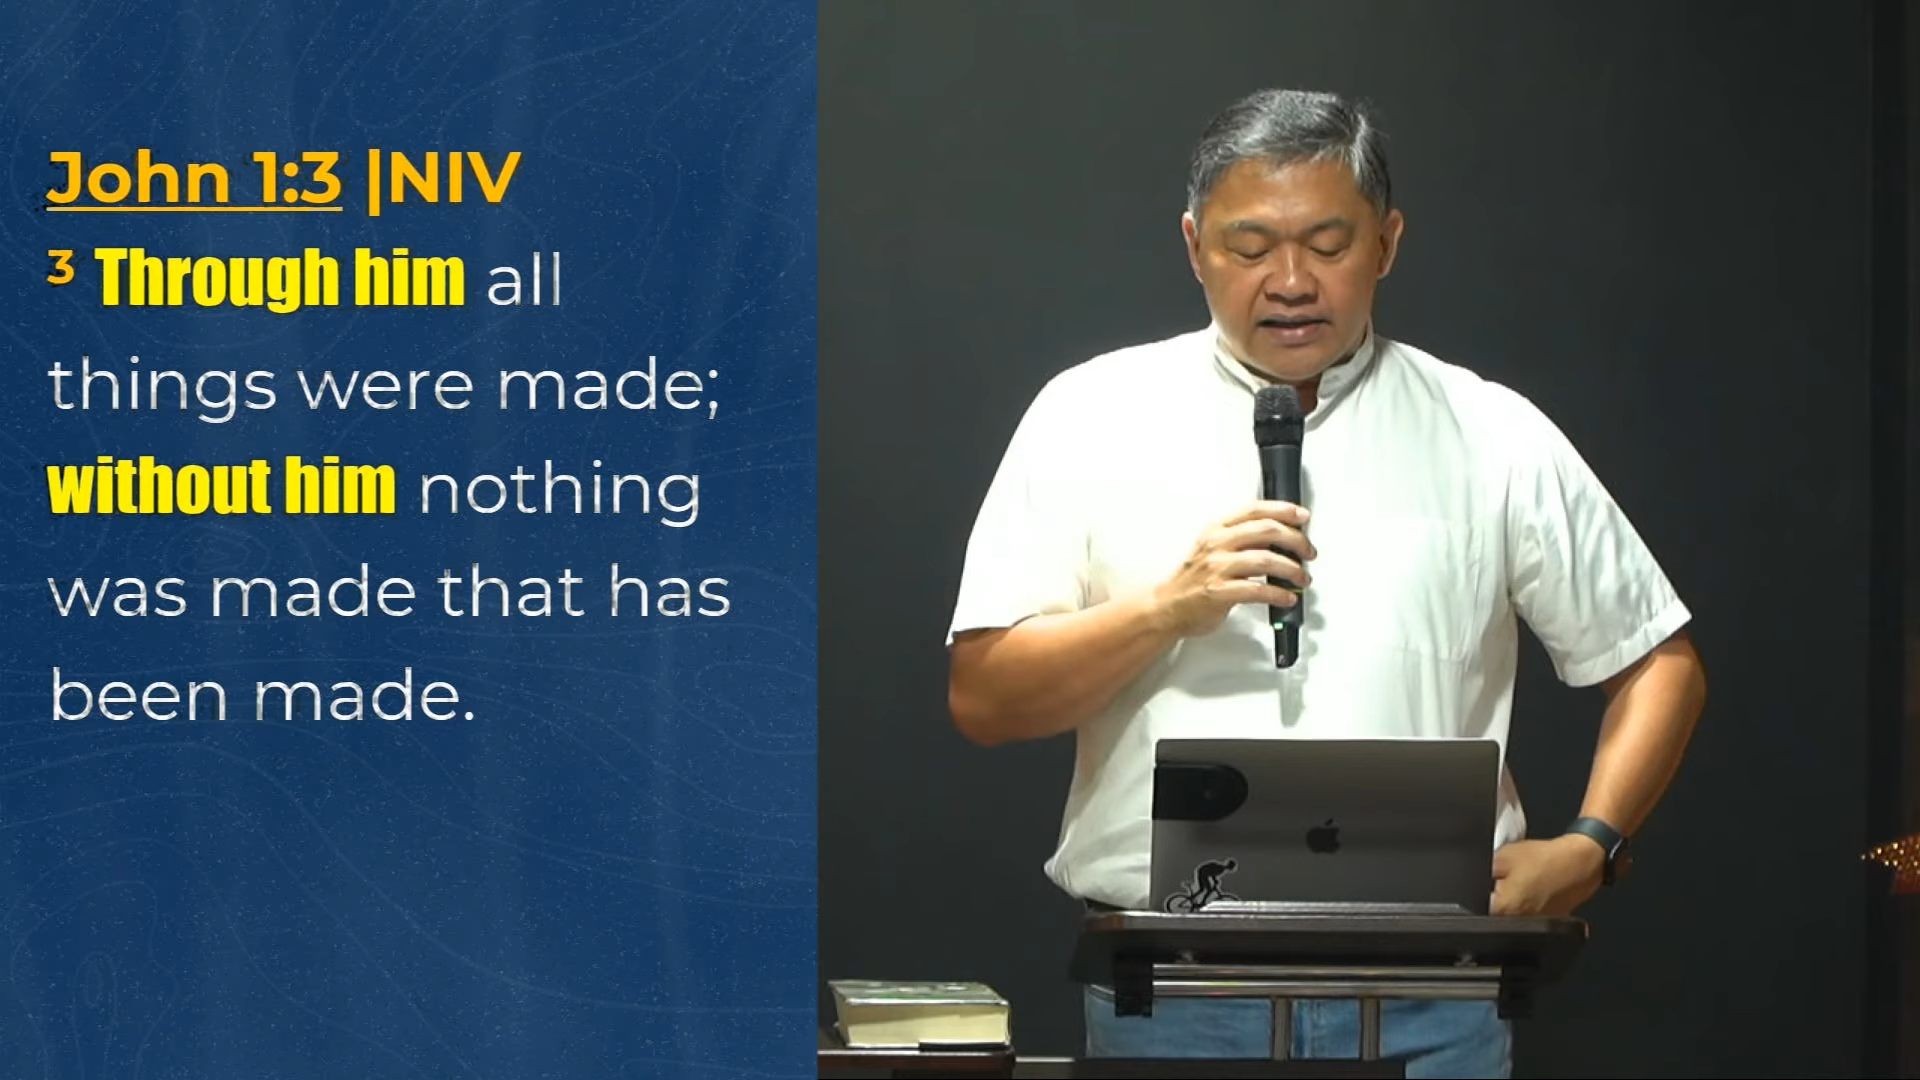 John 1:3 |NIV
3 Through him all
things were made;
without him nothing
was made that has
been made.